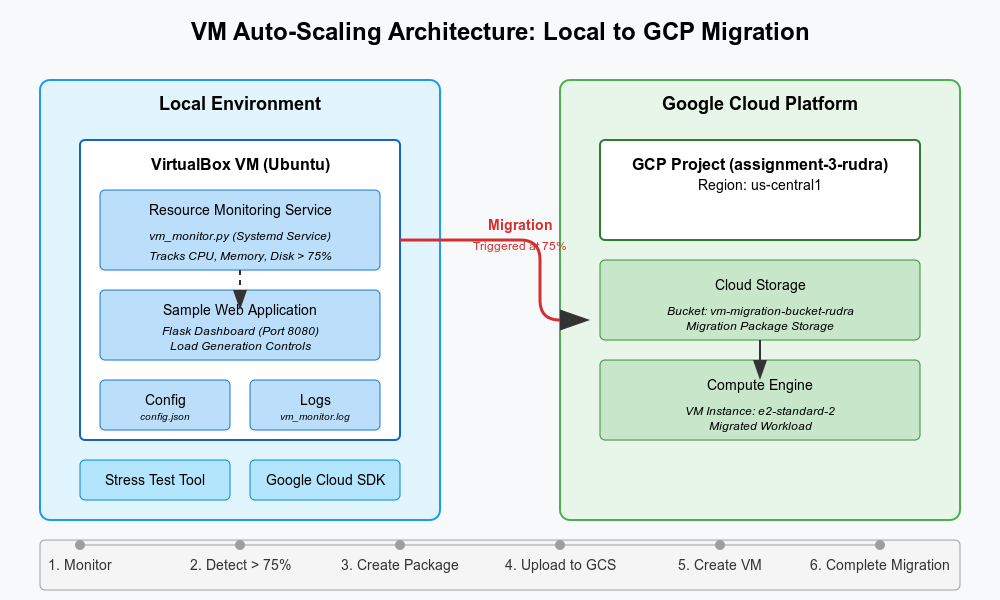 VM Auto-Scaling Architecture: Local to GCP Migration
Local Environment
VirtualBox VM (Ubuntu)
Resource Monitoring Service
vm_monitor.py (Systemd Service)
Tracks CPU, Memory, Disk > 75%
Sample Web Application
Flask Dashboard (Port 8080)
Load Generation Controls
Config
config.json
Logs
vm_monitor.log
Stress Test Tool
Google Cloud SDK
Migration
Triggered at 75%
Google Cloud Platform
GCP Project (assignment-3-rudra)
Region: us-central1
Cloud Storage
Bucket: vm-migration-bucket-rudra
Migration Package Storage
Compute Engine
VM Instance: e2-standard-2
Migrated Workload
1. Monitor
2. Detect > 75%
3. Create Package
4. Upload to GCS
5. Create VM
6. Complete Migration